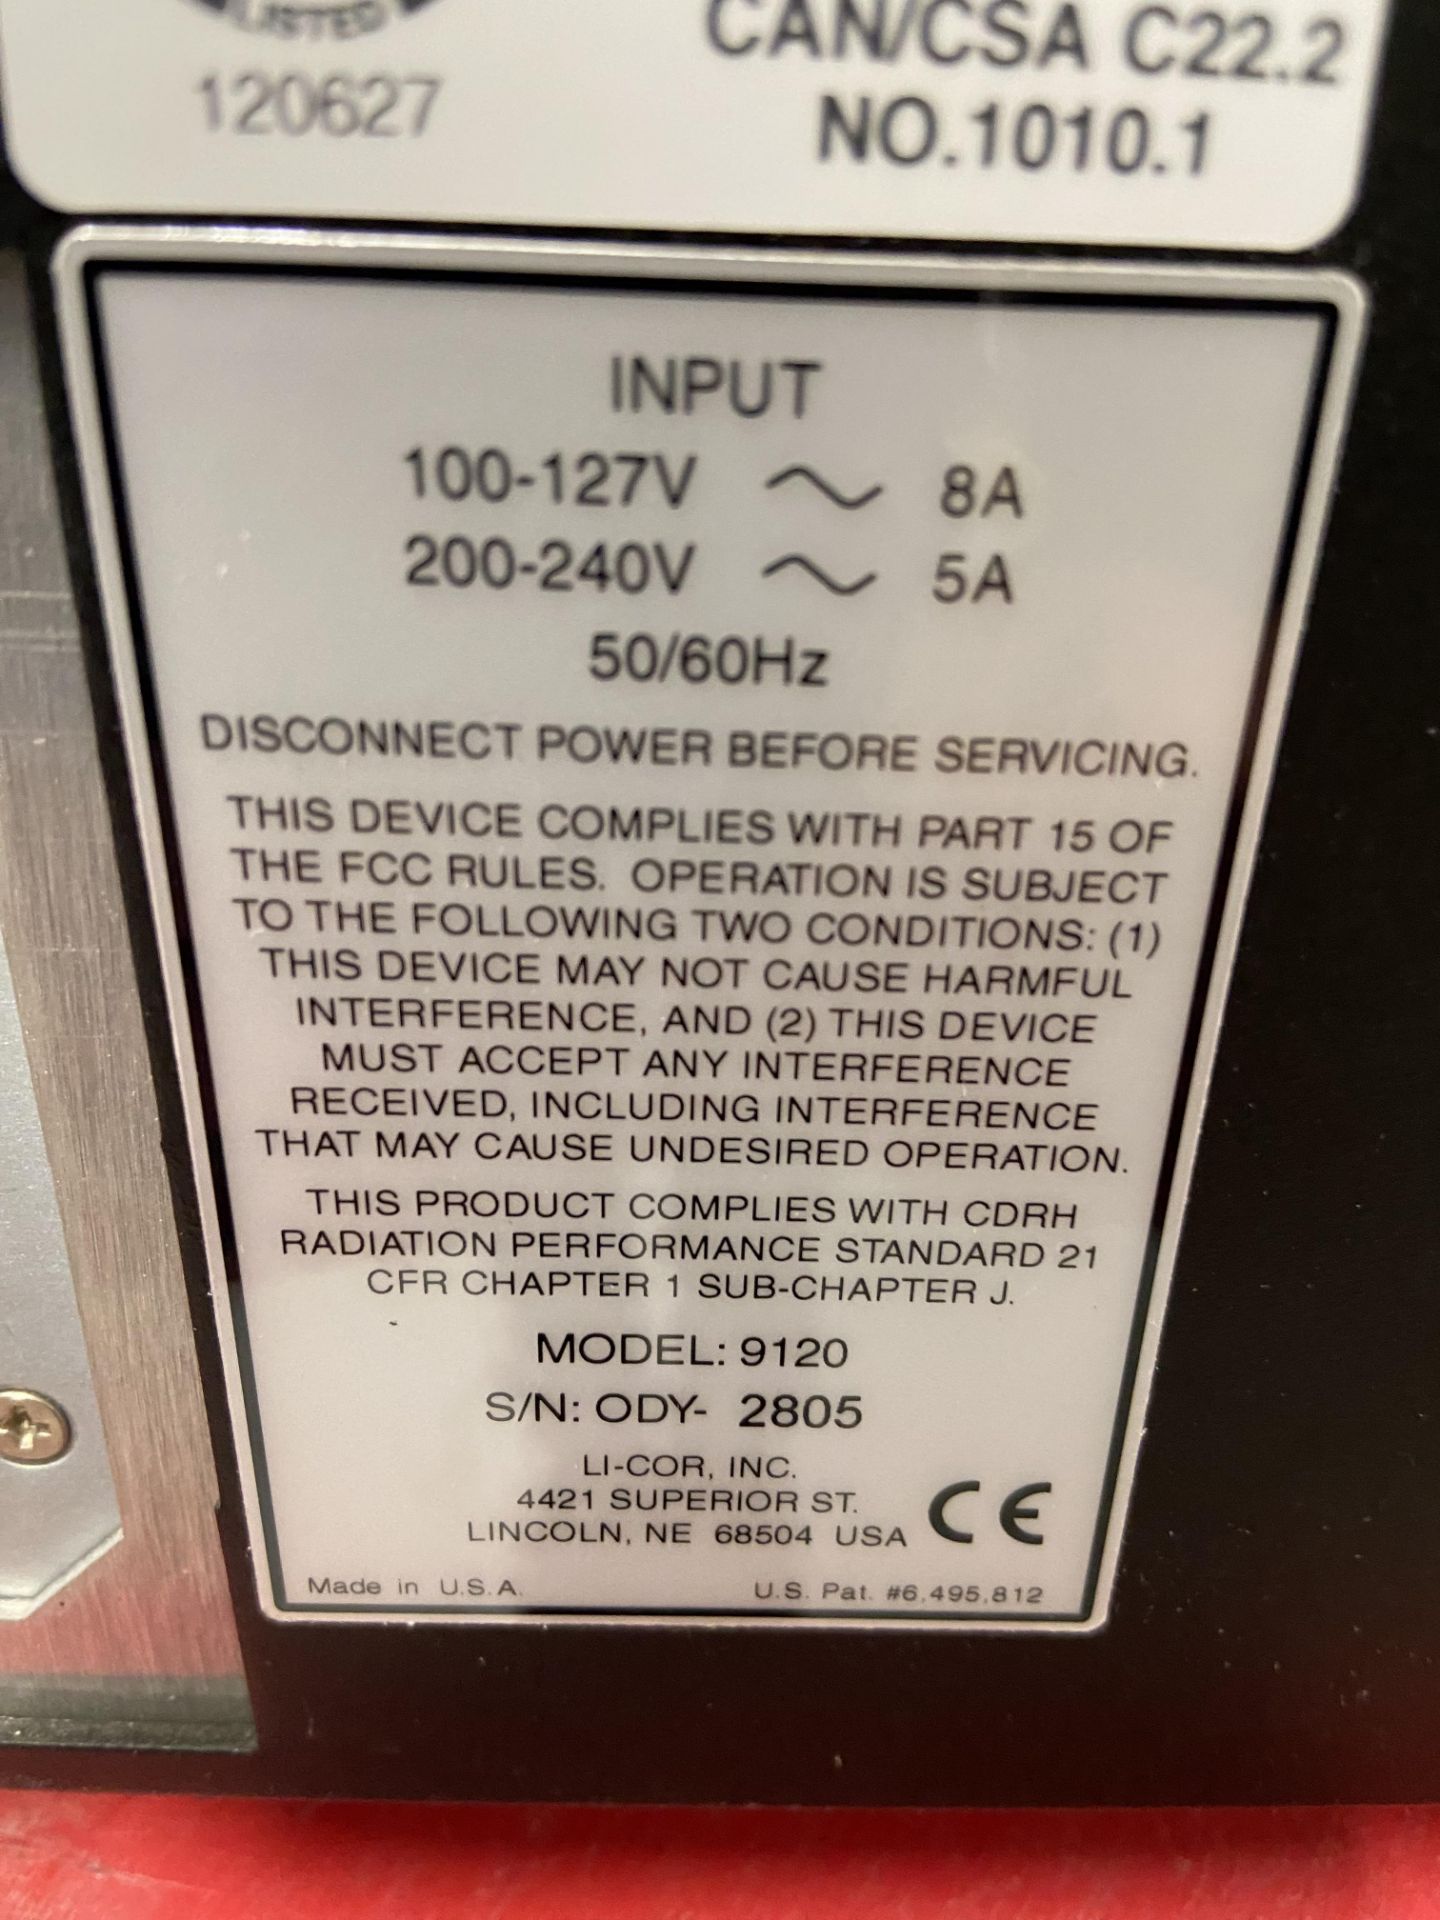 LISTED
120627
CAN/CSA C22.2
NO.1010.1
INPUT
100-127V ~ 8A
200-240V ~ 5A
50/60Hz
DISCONNECT POWER BEFORE SERVICING.
THIS DEVICE COMPLIES WITH PART 15 OF
THE FCC RULES. OPERATION IS SUBJECT
TO THE FOLLOWING TWO CONDITIONS: (1)
THIS DEVICE MAY NOT CAUSE HARMFUL
INTERFERENCE, AND (2) THIS DEVICE
MUST ACCEPT ANY INTERFERENCE
RECEIVED, INCLUDING INTERFERENCE
THAT MAY CAUSE UNDESIRED OPERATION.
THIS PRODUCT COMPLIES WITH CDRH
RADIATION PERFORMANCE STANDARD 21
CFR CHAPTER 1 SUB-CHAPTER J.
MODEL: 9120
S/N: ODY- 2805
LI-COR, INC.
4421 SUPERIOR ST.
LINCOLN, NE 68504 USA
CE
Made in U.S.A.
U.S. Pat. #6,495,812